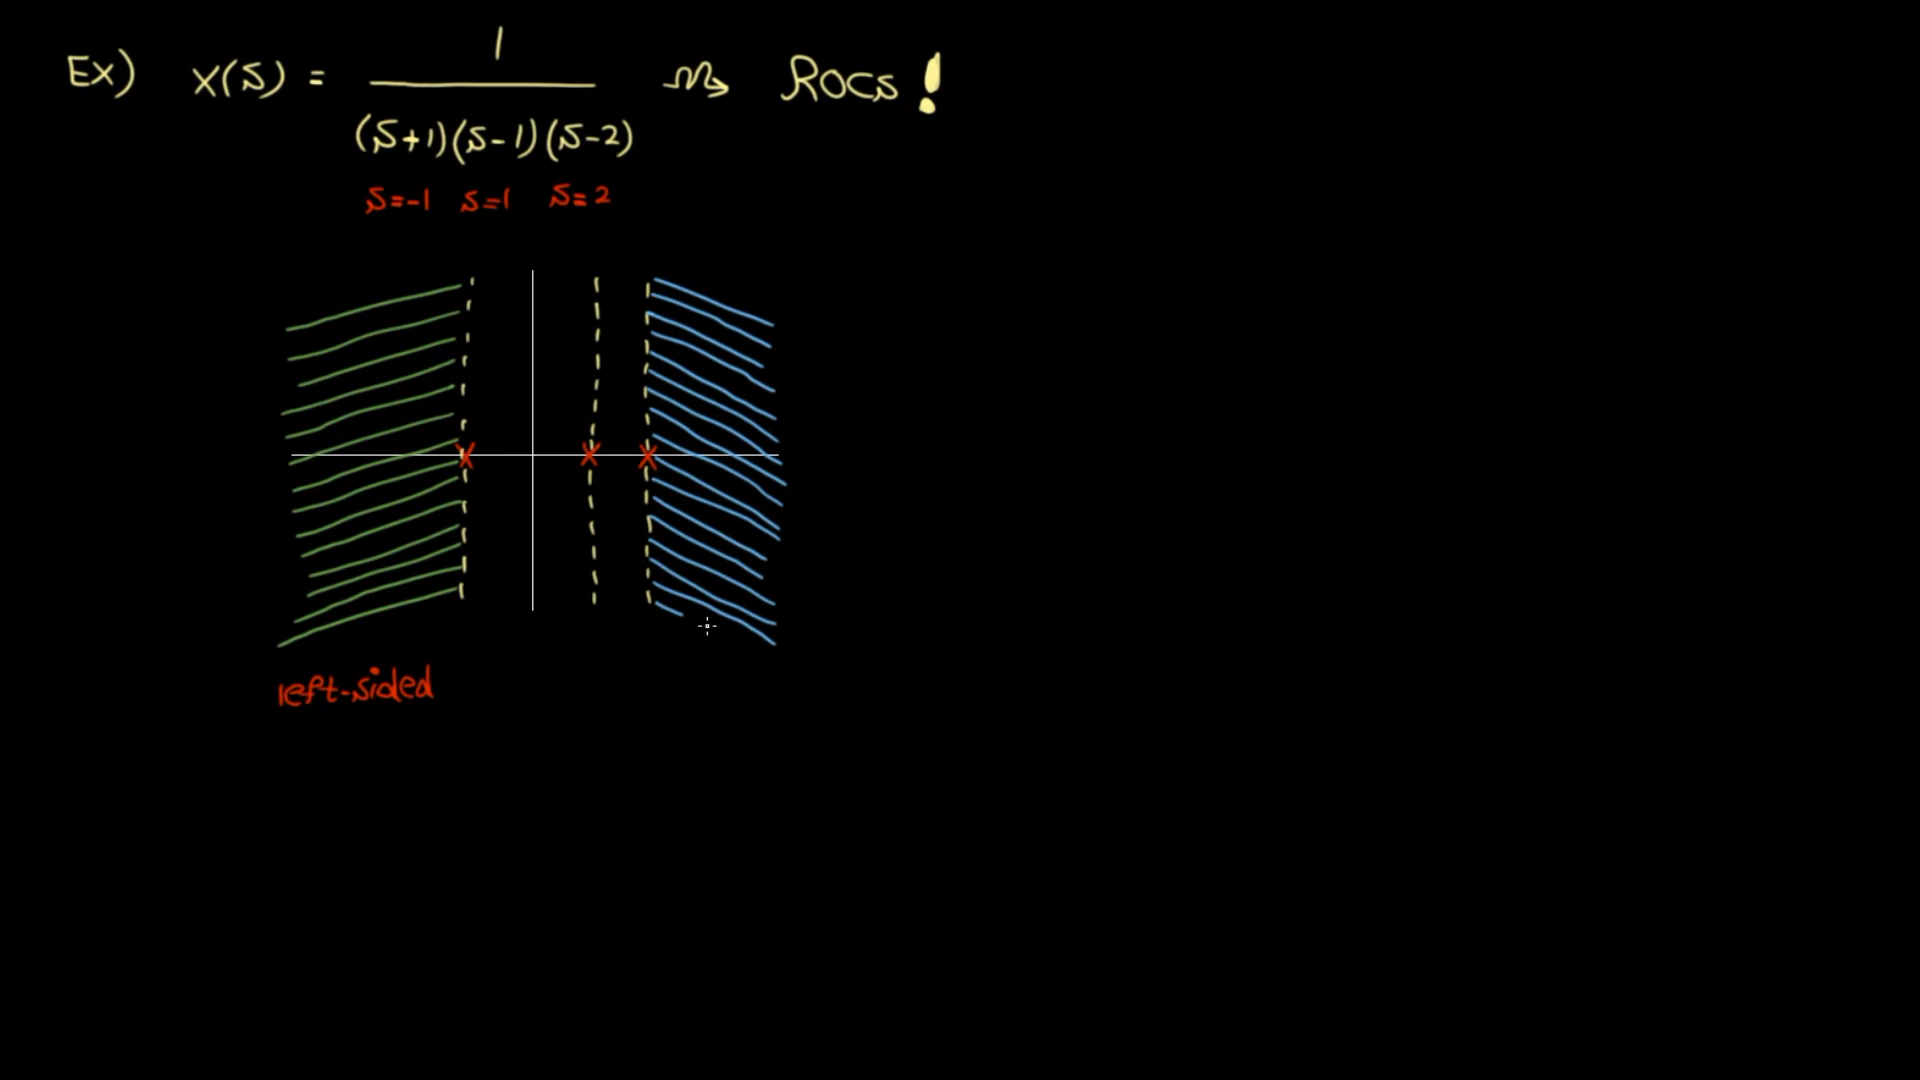 Ex) X(s) = 1 / (s+1)(s-1)(s-2) ⇝ ROCs!
s=-1 s=1 s=2
left-sided